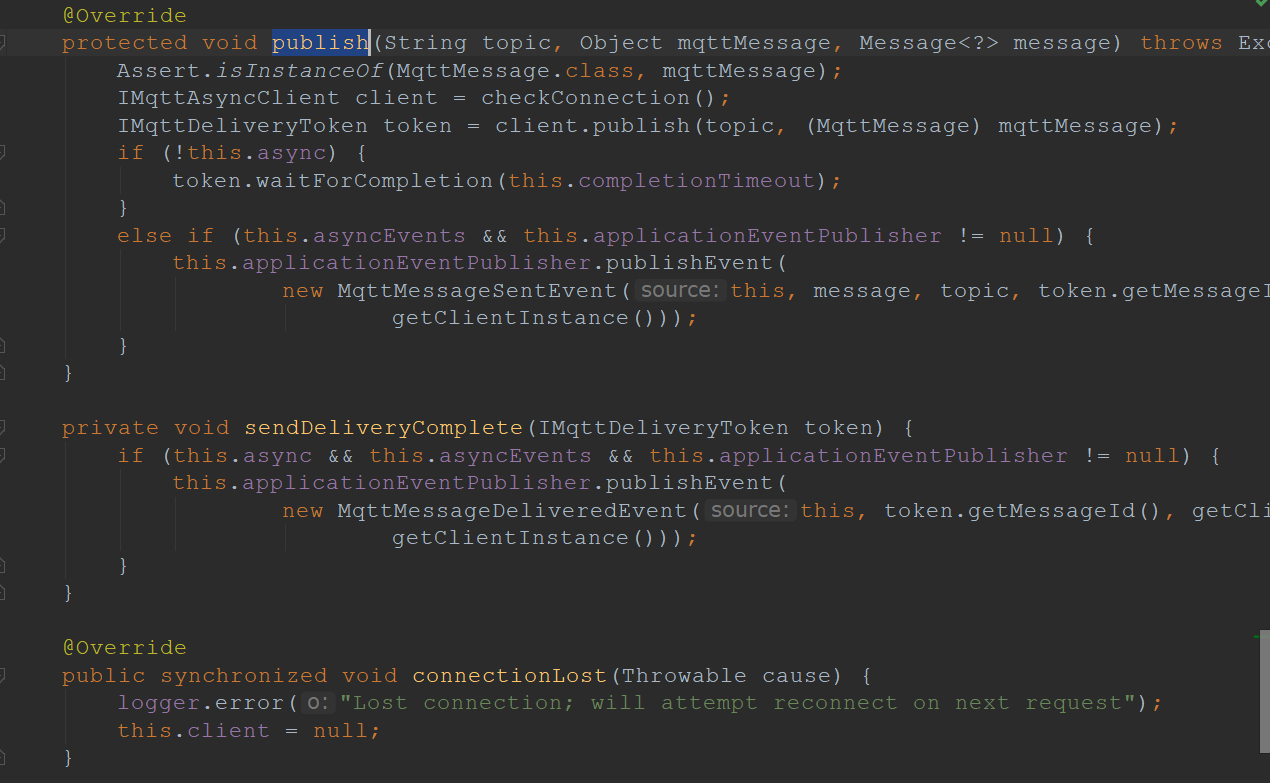 @Override
protected void publish(String topic, Object mqttMessage, Message<?> message) throws Exc
Assert.isInstanceOf(MqttMessage.class, mqttMessage);
IMqttAsyncClient client = checkConnection();
IMqttDeliveryToken token = client.publish(topic, (MqttMessage) mqttMessage);
if (!this.async) {
token.waitForCompletion(this.completionTimeout);
}
else if (this.asyncEvents && this.applicationEventPublisher != null) {
this.applicationEventPublisher.publishEvent(
new MqttMessageSentEvent( source: this, message, topic, token.getMessageI
getClientInstance()));
}
}
private void sendDeliveryComplete(IMqttDeliveryToken token) {
if (this.async && this.asyncEvents && this.applicationEventPublisher != null) {
this.applicationEventPublisher.publishEvent(
new MqttMessageDeliveredEvent( source: this, token.getMessageId(), getCli
getClientInstance()));
}
}
@Override
public synchronized void connectionLost(Throwable cause) {
logger.error( o: "Lost connection; will attempt reconnect on next request");
this.client = null;
}